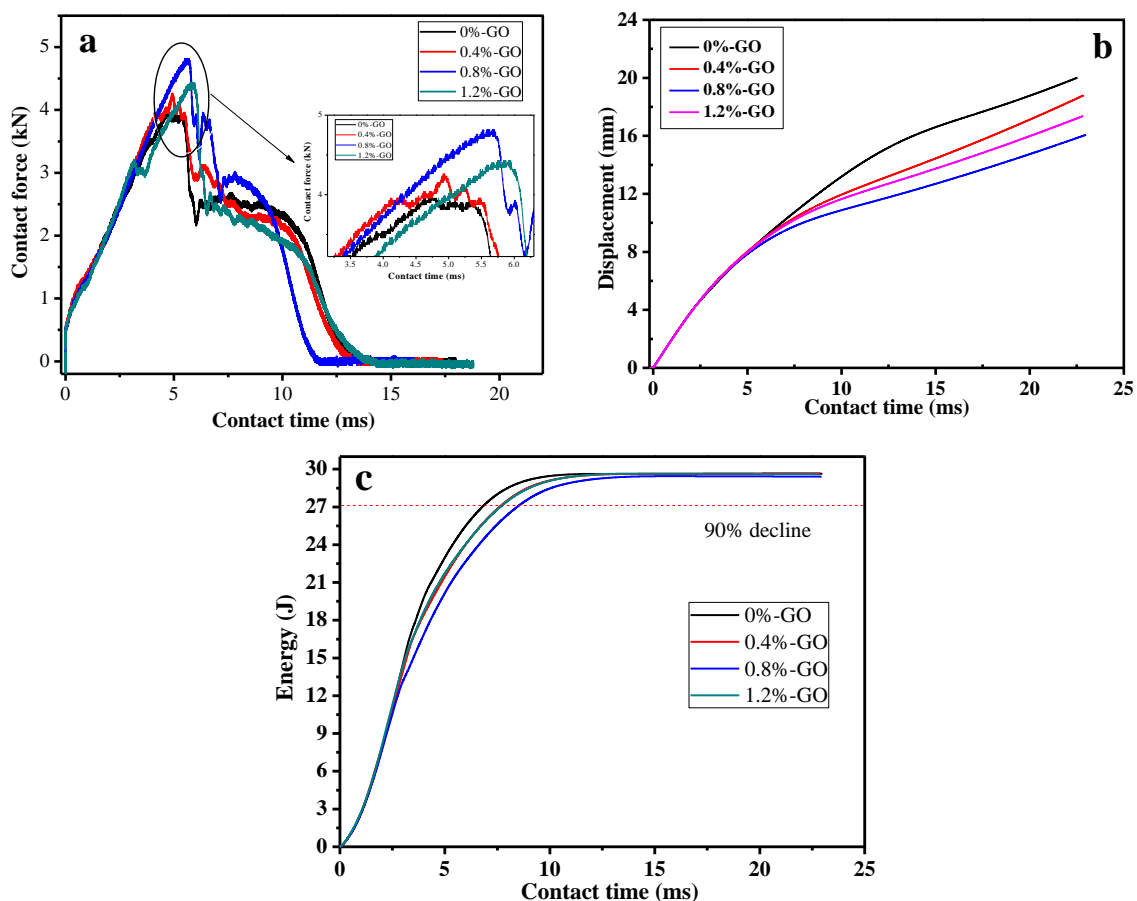 a
0%-GO
0.4%-GO
0.8%-GO
1.2%-GO
Contact force (kN)
5
4
3
2
1
0
0 5 10 15 20
Contact time (ms)
0%-GO
0.4%-GO
0.8%-GO
1.2%-GO
Contact force (kN)
5
4
3.5 4.0 4.5 5.0 5.5 6.0
Contact time (ms)
b
0%-GO
0.4%-GO
0.8%-GO
1.2%-GO
Displacement (mm)
24
20
16
12
8
4
0
0 5 10 15 20 25
Contact time (ms)
c
90% decline
0%-GO
0.4%-GO
0.8%-GO
1.2%-GO
Energy (J)
30
27
24
21
18
15
12
9
6
3
0
0 5 10 15 20 25
Contact time (ms)